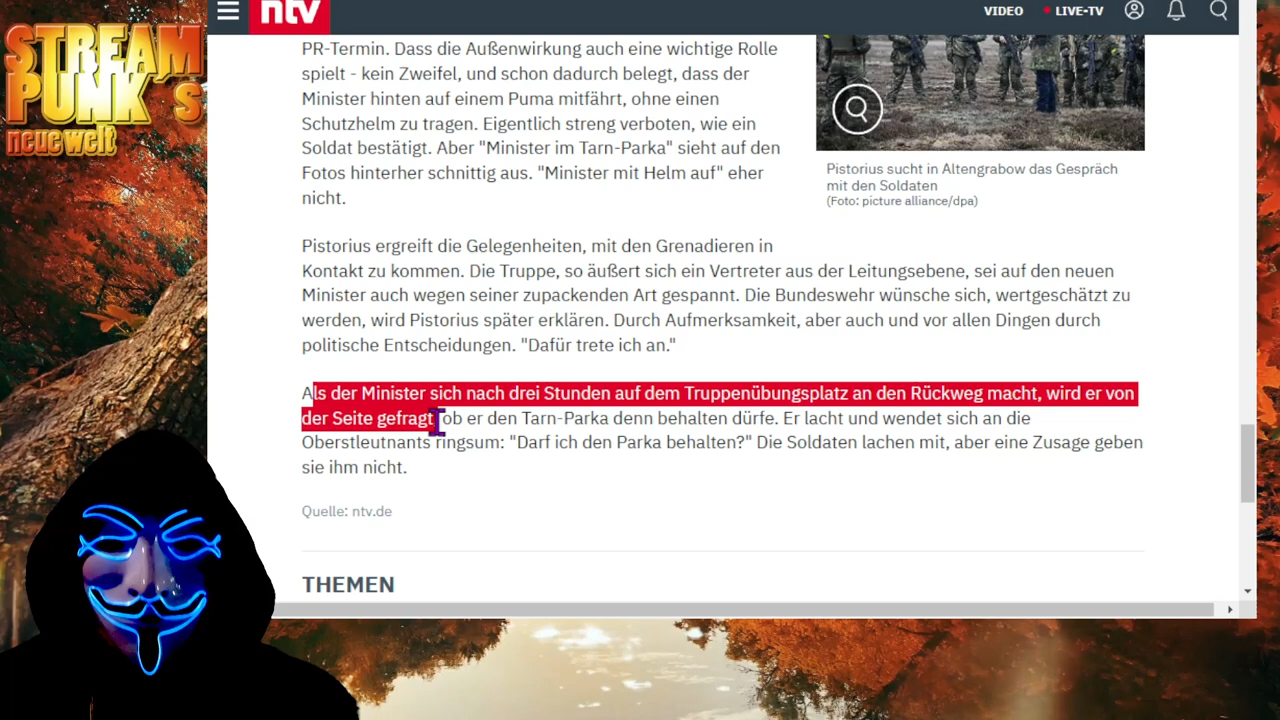 STREAM
PUNK´s
neue welt
ntv
VIDEO
LIVE-TV
PR-Termin. Dass die Außenwirkung auch eine wichtige Rolle
spielt - kein Zweifel, und schon dadurch belegt, dass der
Minister hinten auf einem Puma mitfährt, ohne einen
Schutzhelm zu tragen. Eigentlich streng verboten, wie ein
Soldat bestätigt. Aber "Minister im Tarn-Parka" sieht auf den
Fotos hinterher schnittig aus. "Minister mit Helm auf" eher
nicht.
Pistorius sucht in Altengrabow das Gespräch
mit den Soldaten
(Foto: picture alliance/dpa)
Pistorius ergreift die Gelegenheiten, mit den Grenadieren in
Kontakt zu kommen. Die Truppe, so äußert sich ein Vertreter aus der Leitungsebene, sei auf den neuen
Minister auch wegen seiner zupackenden Art gespannt. Die Bundeswehr wünsche sich, wertgeschätzt zu
werden, wird Pistorius später erklären. Durch Aufmerksamkeit, aber auch und vor allen Dingen durch
politische Entscheidungen. "Dafür trete ich an."
Als der Minister sich nach drei Stunden auf dem Truppenübungsplatz an den Rückweg macht, wird er von
der Seite gefragt, ob er den Tarn-Parka denn behalten dürfe. Er lacht und wendet sich an die
Oberstleutnants ringsum: "Darf ich den Parka behalten?" Die Soldaten lachen mit, aber eine Zusage geben
sie ihm nicht.
Quelle: ntv.de
THEMEN